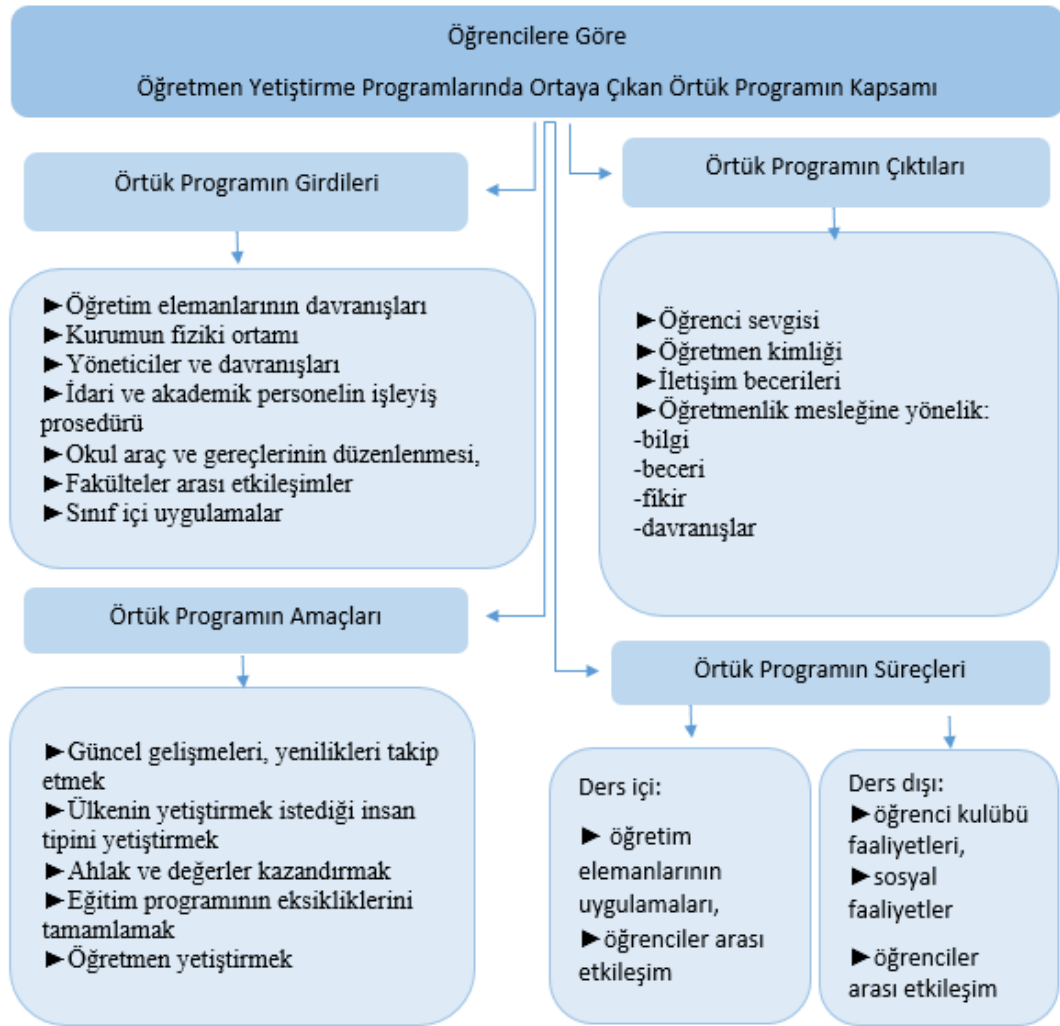 Öğrencilere Göre
Öğretmen Yetiştirme Programlarında Ortaya Çıkan Örtük Programın Kapsamı
Örtük Programın Girdileri
►Öğretim elemanlarının davranışları
►Kurumun fiziki ortamı
►Yöneticiler ve davranışları
►İdari ve akademik personelin işleyiş
prosedürü
►Okul araç ve gereçlerinin düzenlenmesi,
►Fakülteler arası etkileşimler
►Sınıf içi uygulamalar
Örtük Programın Çıktıları
►Öğrenci sevgisi
►Öğretmen kimliği
►İletişim becerileri
►Öğretmenlik mesleğine yönelik:
-bilgi
-beceri
-fikir
-davranışlar
Örtük Programın Amaçları
►Güncel gelişmeleri, yenilikleri takip
etmek
►Ülkenin yetiştirmek istediği insan
tipini yetiştirmek
►Ahlak ve değerler kazandırmak
►Eğitim programının eksikliklerini
tamamlamak
►Öğretmen yetiştirmek
Örtük Programın Süreçleri
Ders içi:
► öğretim
elemanlarının
uygulamaları,
►öğrenciler arası
etkileşim
Ders dışı:
►öğrenci kulübü
faaliyetleri,
►sosyal
faaliyetler
►öğrenciler
arası etkileşim